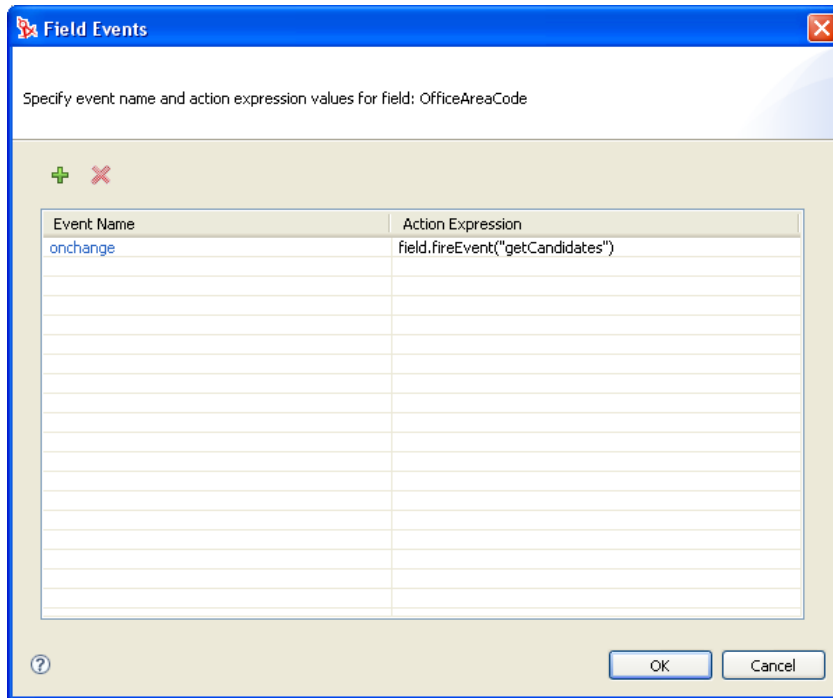 Field Events
Specify event name and action expression values for field: OfficeAreaCode
Event Name Action Expression
onchange field.fireEvent("getCandidates")
? OK Cancel